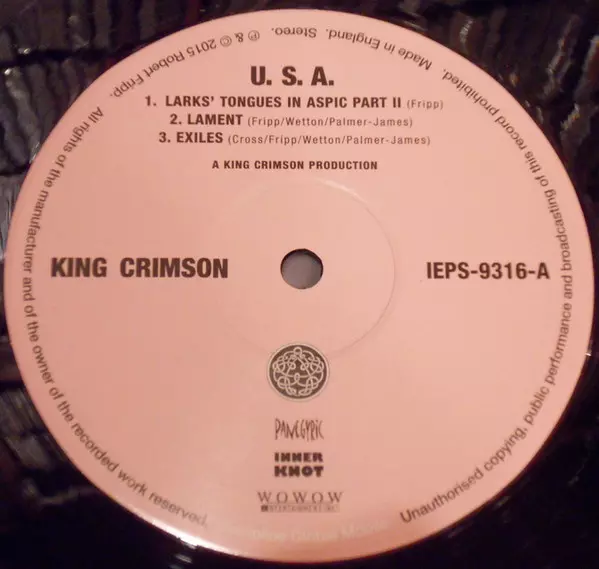 U. S. A.
1. LARKS' TONGUES IN ASPIC PART II (Fripp)
2. LAMENT (Fripp/Wetton/Palmer-James)
3. EXILES (Cross/Fripp/Wetton/Palmer-James)
A KING CRIMSON PRODUCTION
KING CRIMSON
IEPS-9316-A
PANEGYRIC
INNER
KNOT
WOWOW
ENTERTAINMENT, INC.
All rights of the manufacturer and of the owner of the recorded work reserved. Unauthorised copying, public performance and broadcasting of this record prohibited. Made in England. Stereo. ℗ & © 2015 Robert Fripp.